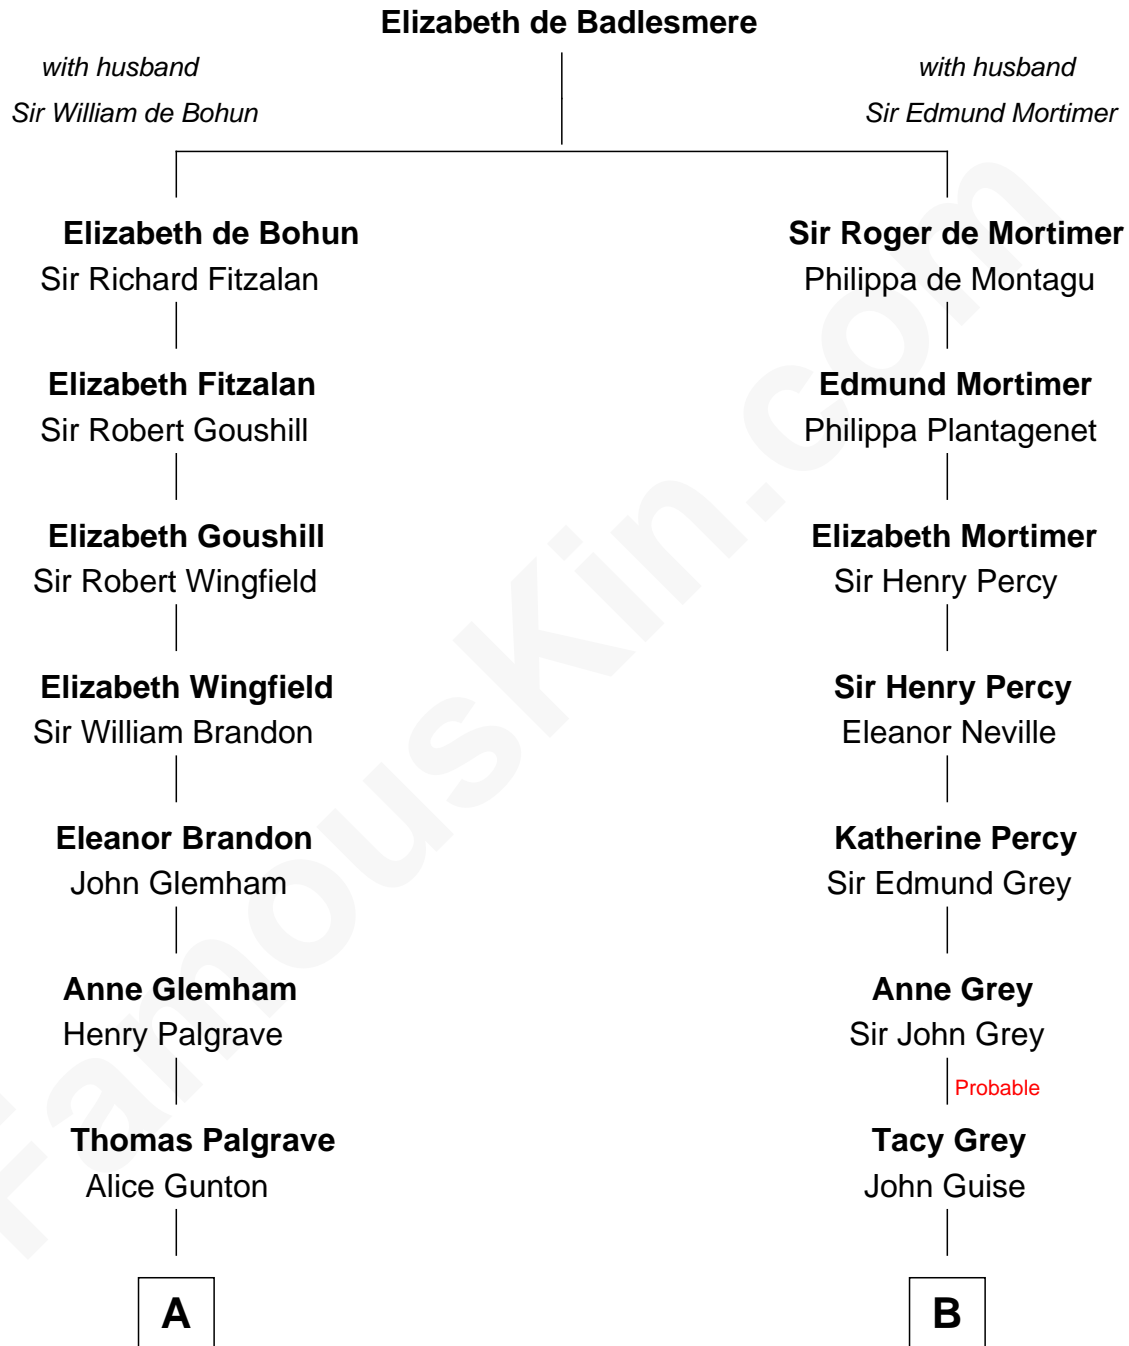 Elizabeth de Badlesmere
with husband
Sir William de Bohun
with husband
Sir Edmund Mortimer
Elizabeth de Bohun
Sir Richard Fitzalan
Sir Roger de Mortimer
Philippa de Montagu
Elizabeth Fitzalan
Sir Robert Goushill
Edmund Mortimer
Philippa Plantagenet
Elizabeth Goushill
Sir Robert Wingfield
Elizabeth Mortimer
Sir Henry Percy
Elizabeth Wingfield
Sir William Brandon
Sir Henry Percy
Eleanor Neville
Eleanor Brandon
John Glemham
Katherine Percy
Sir Edmund Grey
Anne Glemham
Henry Palgrave
Anne Grey
Sir John Grey
Probable
Thomas Palgrave
Alice Gunton
Tacy Grey
John Guise
A
B
FamousKin.com